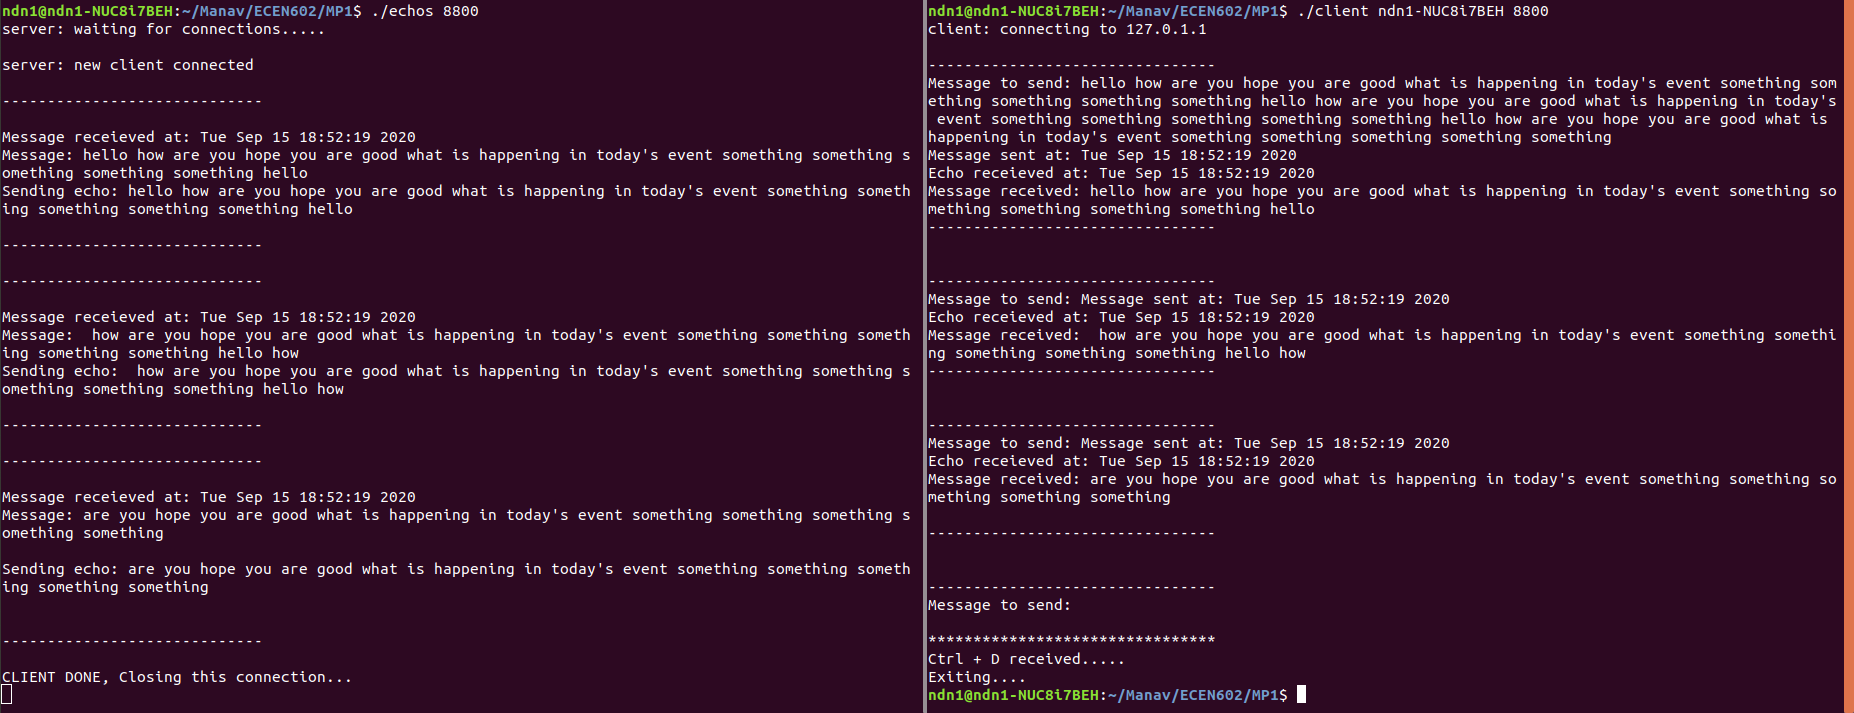 ndn1@ndn1-NUC8i7BEH:~/Manav/ECEN602/MP1$ ./echos 8800
server: waiting for connections.....
server: new client connected
-----------------------------
Message receieved at: Tue Sep 15 18:52:19 2020
Message: hello how are you hope you are good what is happening in today's event something something s
omething something something hello
Sending echo: hello how are you hope you are good what is happening in today's event something someth
ing something something something hello
-----------------------------
-----------------------------
Message receieved at: Tue Sep 15 18:52:19 2020
Message:  how are you hope you are good what is happening in today's event something something someth
ing something something hello how
Sending echo:  how are you hope you are good what is happening in today's event something something s
omething something something hello how
-----------------------------
-----------------------------
Message receieved at: Tue Sep 15 18:52:19 2020
Message: are you hope you are good what is happening in today's event something something something s
omething something
Sending echo: are you hope you are good what is happening in today's event something something someth
ing something something
-----------------------------
CLIENT DONE, Closing this connection...
ndn1@ndn1-NUC8i7BEH:~/Manav/ECEN602/MP1$ ./client ndn1-NUC8i7BEH 8800
client: connecting to 127.0.1.1
--------------------------------
Message to send: hello how are you hope you are good what is happening in today's event something som
ething something something something hello how are you hope you are good what is happening in today's
 event something something something something something hello how are you hope you are good what is
happening in today's event something something something something something
Message sent at: Tue Sep 15 18:52:19 2020
Echo receieved at: Tue Sep 15 18:52:19 2020
Message received: hello how are you hope you are good what is happening in today's event something so
mething something something something hello
--------------------------------
--------------------------------
Message to send: Message sent at: Tue Sep 15 18:52:19 2020
Echo receieved at: Tue Sep 15 18:52:19 2020
Message received:  how are you hope you are good what is happening in today's event something somethi
ng something something something hello how
--------------------------------
--------------------------------
Message to send: Message sent at: Tue Sep 15 18:52:19 2020
Echo receieved at: Tue Sep 15 18:52:19 2020
Message received: are you hope you are good what is happening in today's event something something so
mething something something
--------------------------------
--------------------------------
Message to send:
********************************
Ctrl + D received.....
Exiting....
ndn1@ndn1-NUC8i7BEH:~/Manav/ECEN602/MP1$